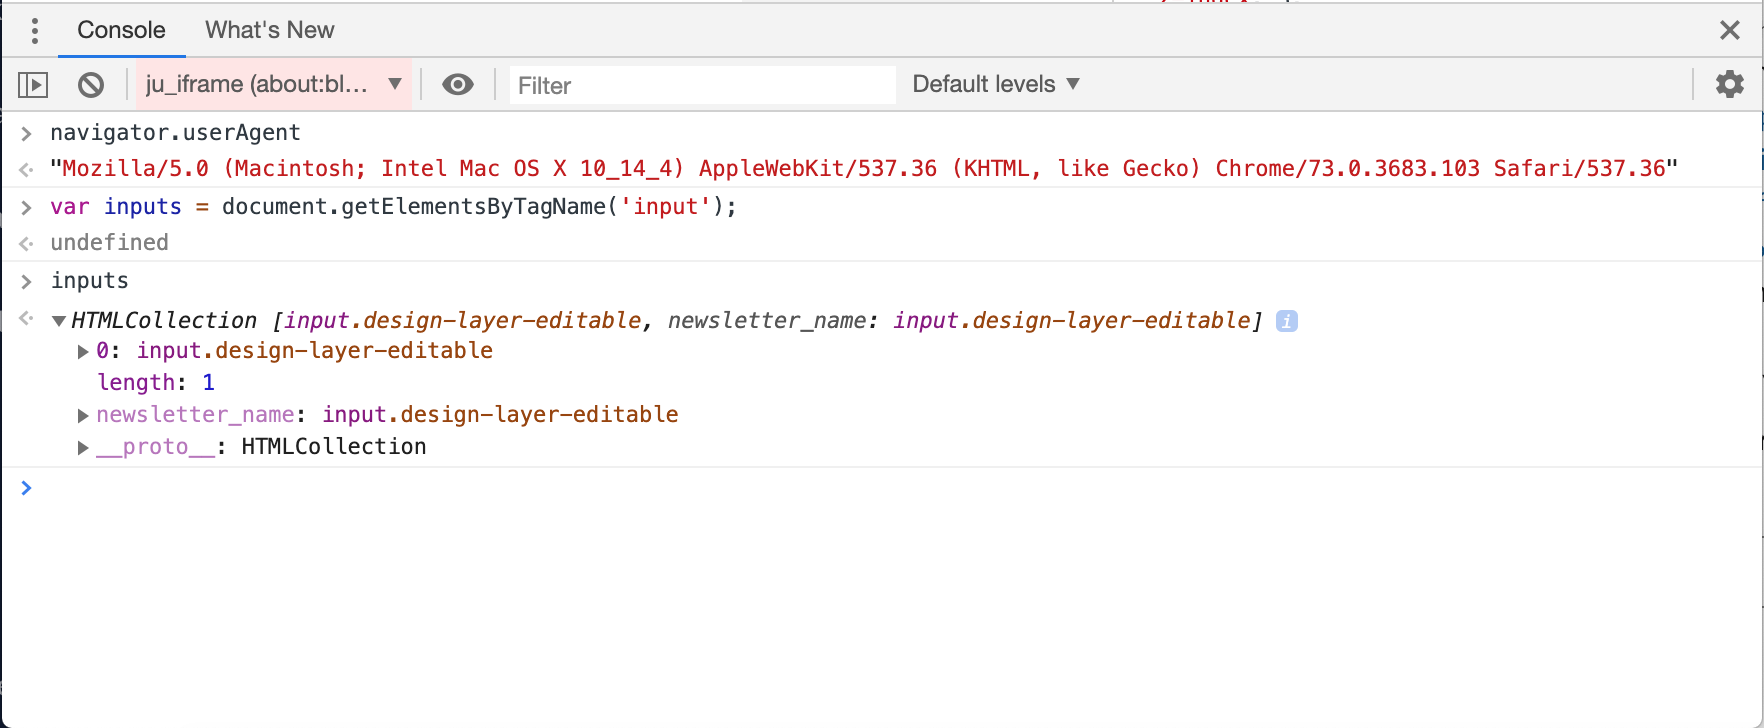 Console What's New
ju_iframe (about:bl... ▼ Filter Default levels ▼
navigator.userAgent
"Mozilla/5.0 (Macintosh; Intel Mac OS X 10_14_4) AppleWebKit/537.36 (KHTML, like Gecko) Chrome/73.0.3683.103 Safari/537.36"
var inputs = document.getElementsByTagName('input');
undefined
inputs
HTMLCollection [input.design-layer-editable, newsletter_name: input.design-layer-editable] i
0: input.design-layer-editable
length: 1
newsletter_name: input.design-layer-editable
__proto__: HTMLCollection